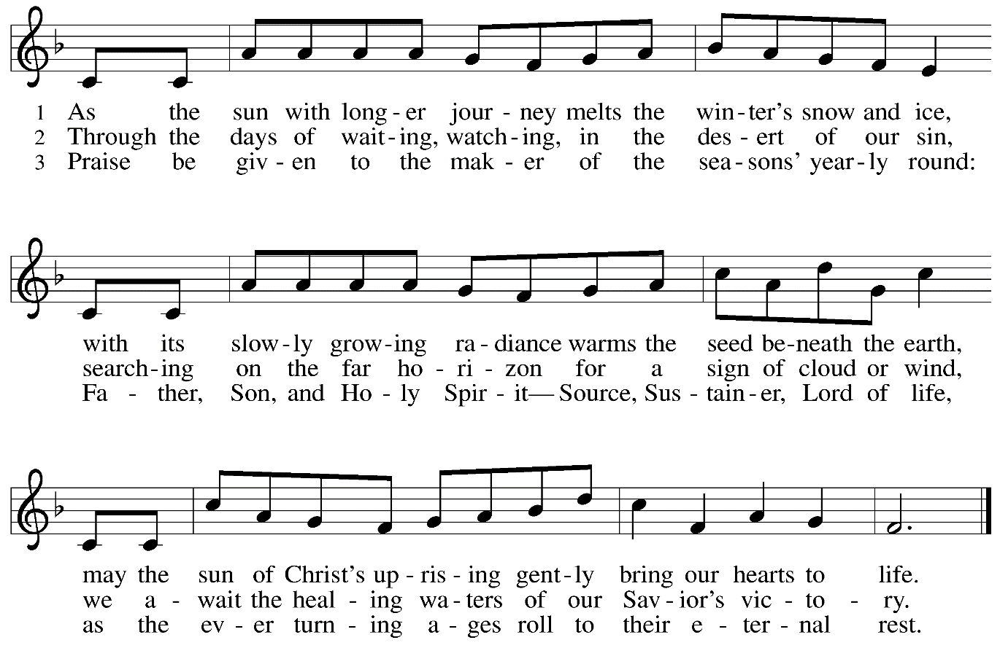 1 As the sun with long - er jour - ney melts the win - ter's snow and ice,
2 Through the days of wait - ing, watch - ing, in the des - ert of our sin,
3 Praise be giv - en to the mak - er of the sea - sons' year - ly round:
with its slow - ly grow - ing ra - diance warms the seed be - neath the earth,
search - ing on the far ho - ri - zon for a sign of cloud or wind,
Fa - ther, Son, and Ho - ly Spir - it— Source, Sus - tain - er, Lord of life,
may the sun of Christ's up - ris - ing gent - ly bring our hearts to life.
we a - wait the heal - ing wa - ters of our Sav - ior's vic - to - ry.
as the ev - er turn - ing a - ges roll to their e - ter - nal rest.